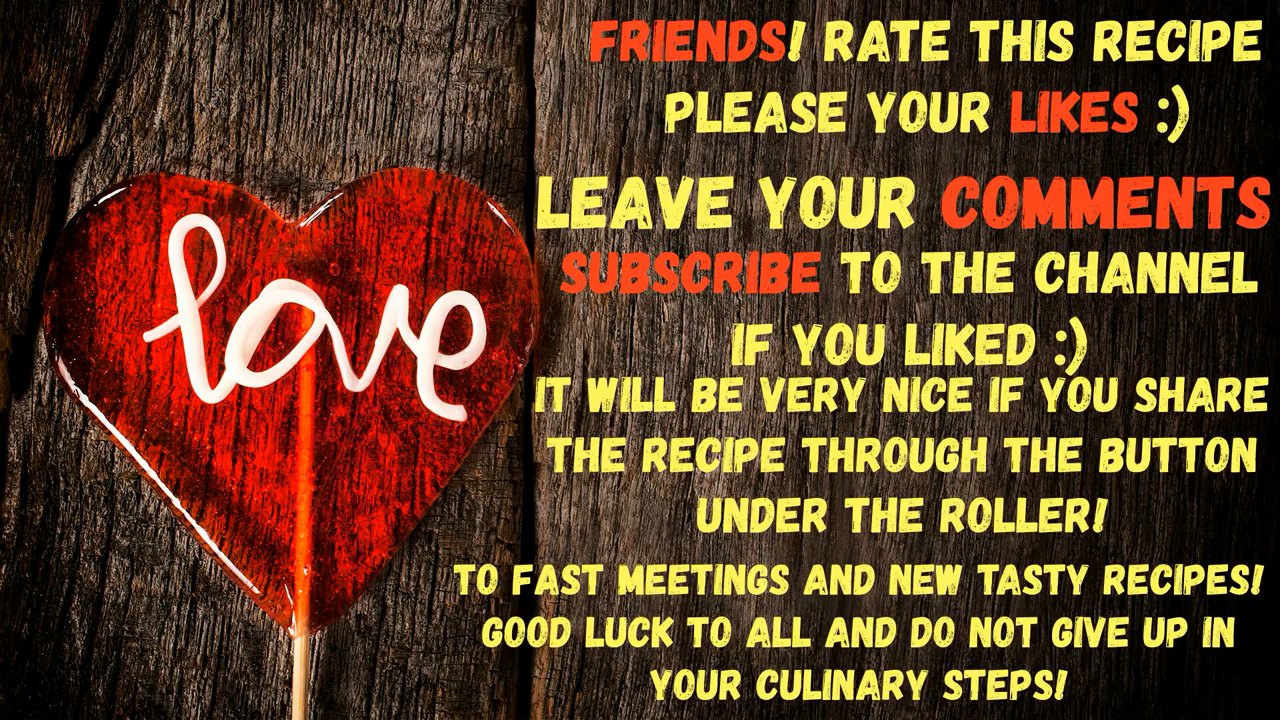 love
FRIENDS! RATE THIS RECIPE
PLEASE YOUR LIKES :)
LEAVE YOUR COMMENTS
SUBSCRIBE TO THE CHANNEL
IF YOU LIKED :)
IT WILL BE VERY NICE IF YOU SHARE
THE RECIPE THROUGH THE BUTTON
UNDER THE ROLLER!
TO FAST MEETINGS AND NEW TASTY RECIPES!
GOOD LUCK TO ALL AND DO NOT GIVE UP IN
YOUR CULINARY STEPS!